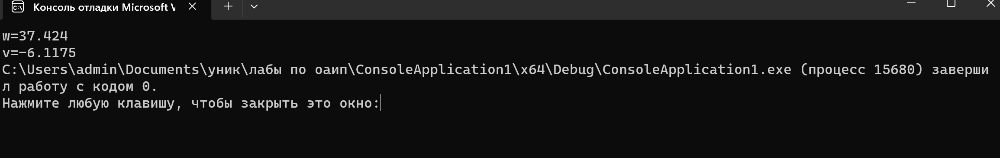 Консоль отладки Microsoft V
w=37.424
v=-6.1175
C:\Users\admin\Documents\уник\лабы по оаип\ConsoleApplication1\x64\Debug\ConsoleApplication1.exe (процесс 15680) заверши
л работу с кодом 0.
Нажмите любую клавишу, чтобы закрыть это окно: